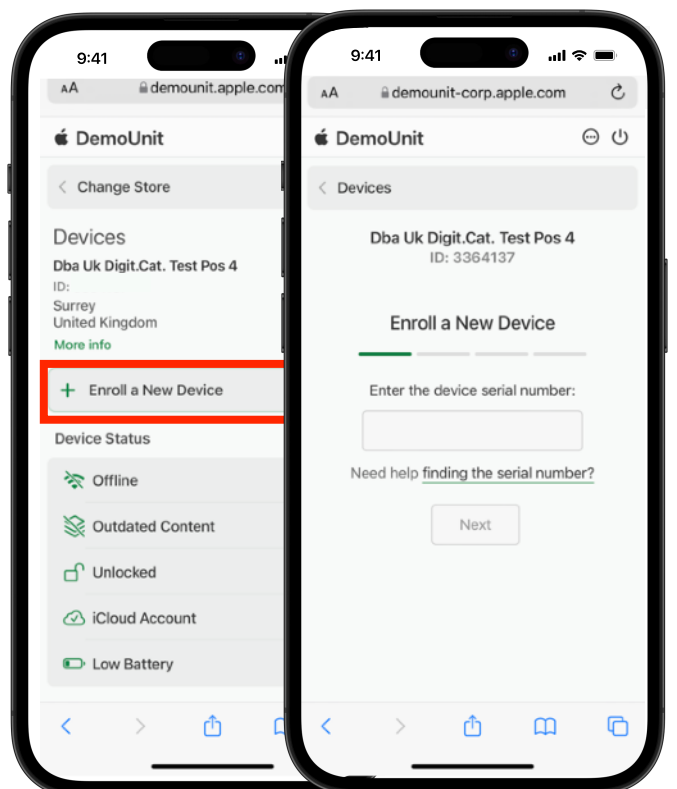 9:41
AA demounit.apple.com
DemoUnit
Change Store
Devices
Dba Uk Digit.Cat. Test Pos 4
ID:
Surrey
United Kingdom
More info
+ Enroll a New Device
Device Status
Offline
Outdated Content
Unlocked
iCloud Account
Low Battery
9:41
AA demounit-corp.apple.com
DemoUnit
Devices
Dba Uk Digit.Cat. Test Pos 4
ID: 3364137
Enroll a New Device
Enter the device serial number:
Need help finding the serial number?
Next